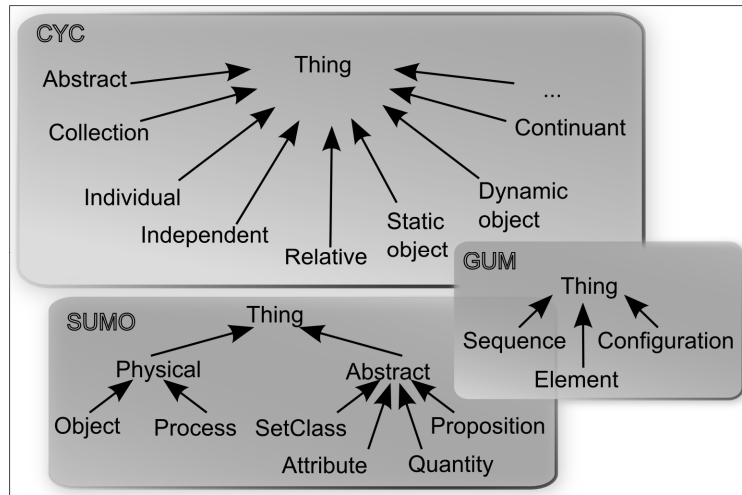 CYC
Thing
Abstract
...
Collection
Continuant
Individual
Dynamic
object
Independent
Static
object
Relative
GUM
Thing
Sequence
Configuration
Element
SUMO
Thing
Physical
Abstract
Object
Process
SetClass
Proposition
Attribute
Quantity